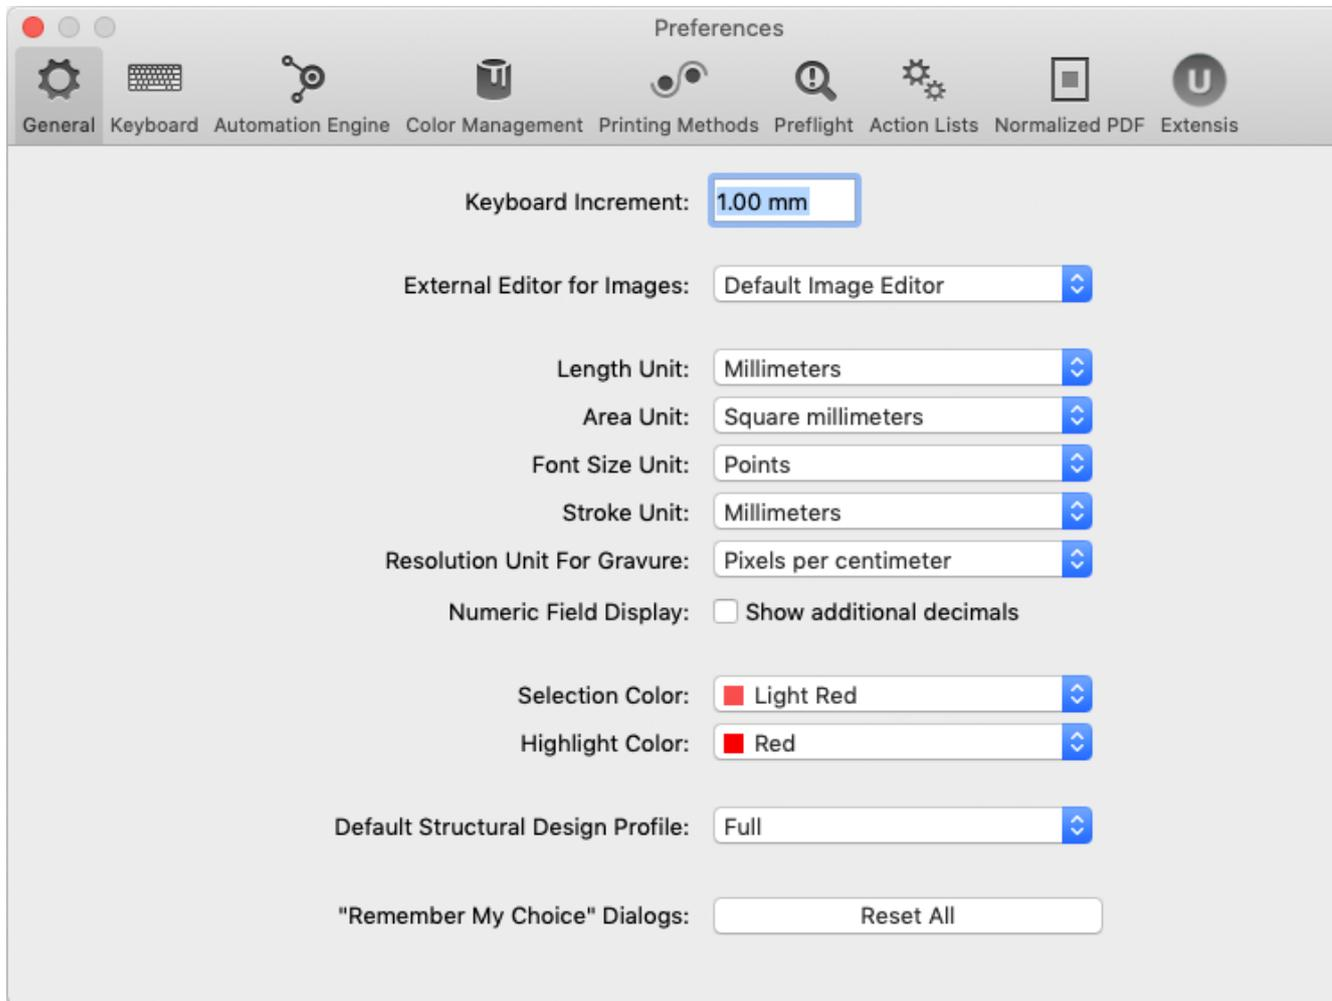 Preferences
General Keyboard Automation Engine Color Management Printing Methods Preflight Action Lists Normalized PDF Extensis
Keyboard Increment: 1.00 mm
External Editor for Images: Default Image Editor
Length Unit: Millimeters
Area Unit: Square millimeters
Font Size Unit: Points
Stroke Unit: Millimeters
Resolution Unit For Gravure: Pixels per centimeter
Numeric Field Display: Show additional decimals
Selection Color: Light Red
Highlight Color: Red
Default Structural Design Profile: Full
"Remember My Choice" Dialogs: Reset All